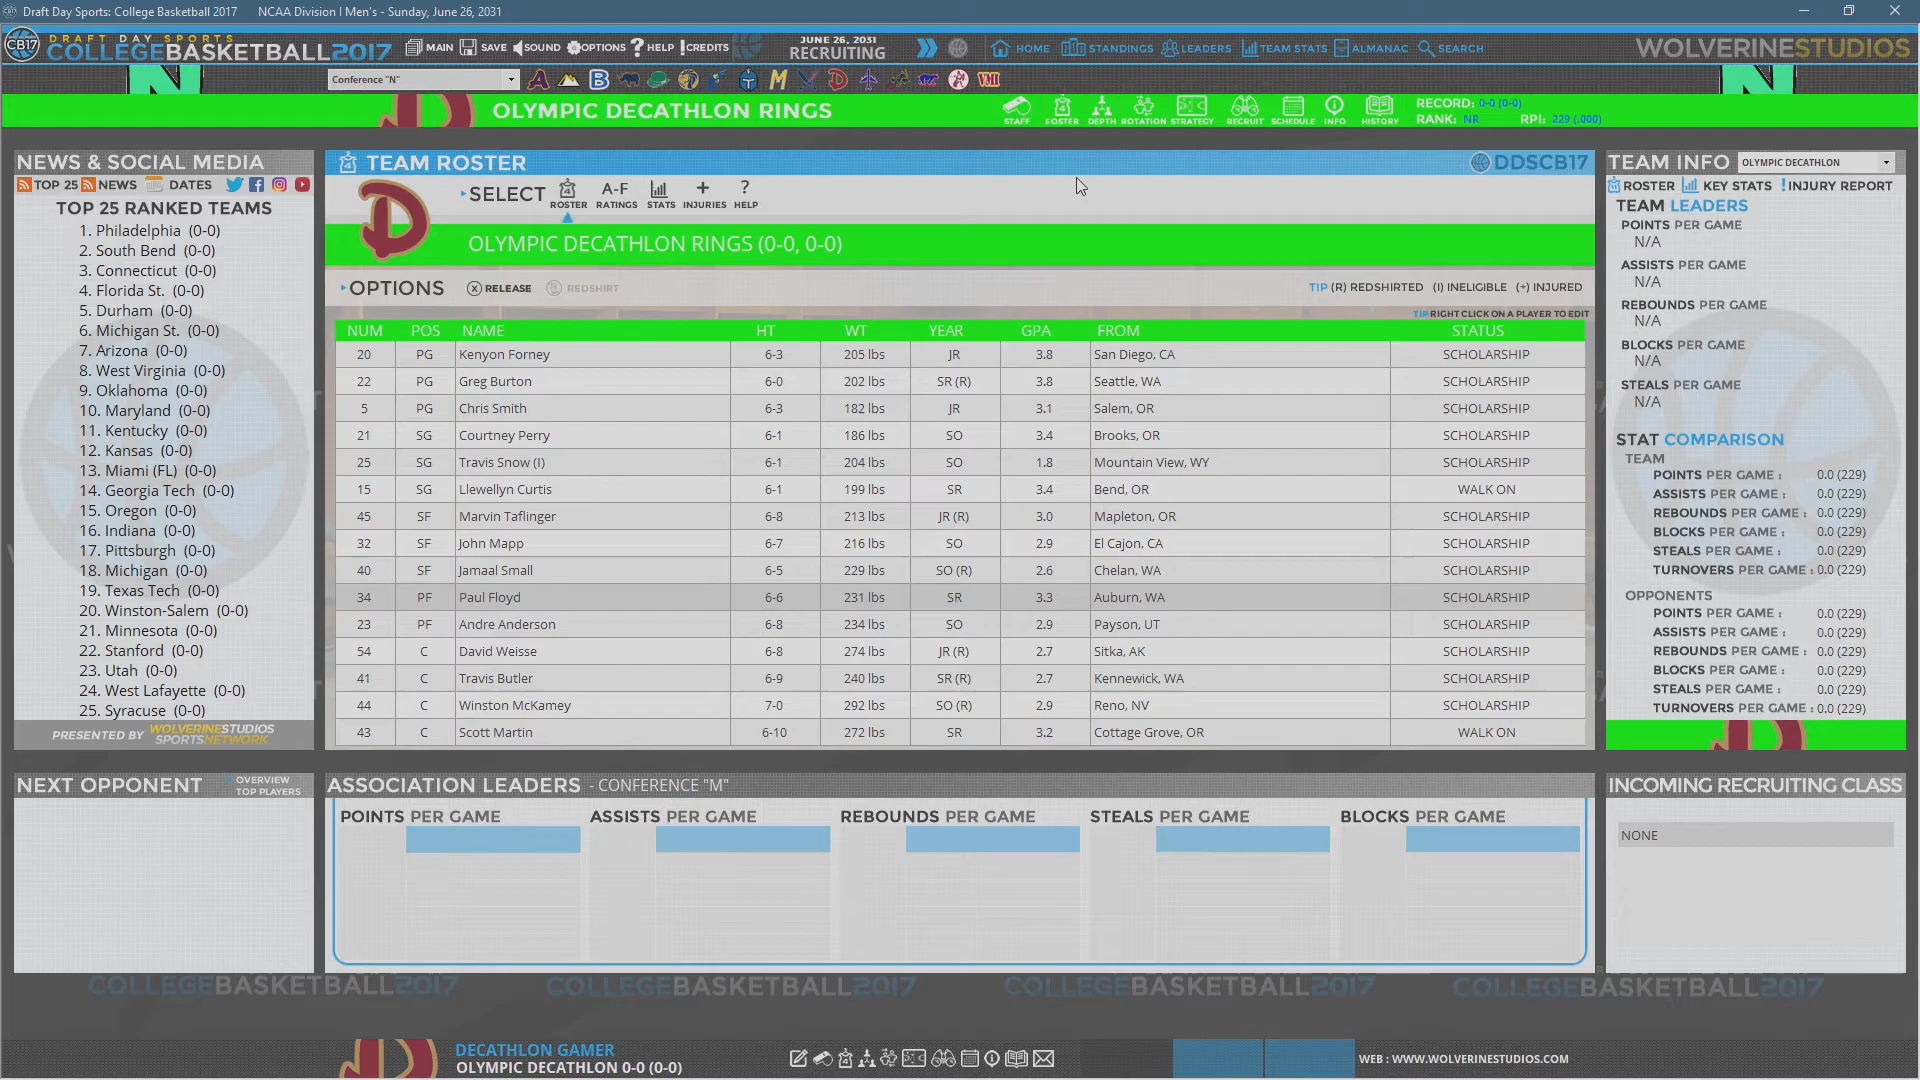 Draft Day Sports: College Basketball 2017 NCAA Division I Men's - Sunday, June 26, 2031
CB17 DRAFT DAY SPORTS COLLEGEBASKETBALL2017 MAIN SAVE SOUND OPTIONS ? HELP !CREDITS JUNE 26, 2031 RECRUITING HOME STANDINGS LEADERS TEAM STATS ALMANAC SEARCH WOLVERINESTUDIOS
Conference "N"
OLYMPIC DECATHLON RINGS STAFF ROSTER DEPTH ROTATION STRATEGY RECRUIT SCHEDULE INFO HISTORY RECORD: 0-0 (0-0)
RANK: NR RPI: 229 (.000)
NEWS & SOCIAL MEDIA
TOP 25 NEWS DATES
TOP 25 RANKED TEAMS
1. Philadelphia (0-0)
2. South Bend (0-0)
3. Connecticut (0-0)
4. Florida St. (0-0)
5. Durham (0-0)
6. Michigan St. (0-0)
7. Arizona (0-0)
8. West Virginia (0-0)
9. Oklahoma (0-0)
10. Maryland (0-0)
11. Kentucky (0-0)
12. Kansas (0-0)
13. Miami (FL) (0-0)
14. Georgia Tech (0-0)
15. Oregon (0-0)
16. Indiana (0-0)
17. Pittsburgh (0-0)
18. Michigan (0-0)
19. Texas Tech (0-0)
20. Winston-Salem (0-0)
21. Minnesota (0-0)
22. Stanford (0-0)
23. Utah (0-0)
24. West Lafayette (0-0)
25. Syracuse (0-0)
PRESENTED BY WOLVERINESTUDIOS SPORTSNETWORK
TEAM ROSTER DDSCB17
SELECT ROSTER A-F RATINGS STATS + INJURIES ? HELP
OLYMPIC DECATHLON RINGS (0-0, 0-0)
OPTIONS RELEASE REDSHIRT TIP (R) REDSHIRTED (I) INELIGIBLE (+) INJURED
TIP RIGHT CLICK ON A PLAYER TO EDIT
NUM POS NAME HT WT YEAR GPA FROM STATUS
20 PG Kenyon Forney 6-3 205 lbs JR 3.8 San Diego, CA SCHOLARSHIP
22 PG Greg Burton 6-0 202 lbs SR (R) 3.8 Seattle, WA SCHOLARSHIP
5 PG Chris Smith 6-3 182 lbs JR 3.1 Salem, OR SCHOLARSHIP
21 SG Courtney Perry 6-1 186 lbs SO 3.4 Brooks, OR SCHOLARSHIP
25 SG Travis Snow (I) 6-1 204 lbs SO 1.8 Mountain View, WY SCHOLARSHIP
15 SG Llewellyn Curtis 6-1 199 lbs SR 3.4 Bend, OR WALK ON
45 SF Marvin Taflinger 6-8 213 lbs JR (R) 3.0 Mapleton, OR SCHOLARSHIP
32 SF John Mapp 6-7 216 lbs SO 2.9 El Cajon, CA SCHOLARSHIP
40 SF Jamaal Small 6-5 229 lbs SO (R) 2.6 Chelan, WA SCHOLARSHIP
34 PF Paul Floyd 6-6 231 lbs SR 3.3 Auburn, WA SCHOLARSHIP
23 PF Andre Anderson 6-8 234 lbs SO 2.9 Payson, UT SCHOLARSHIP
54 C David Weisse 6-8 274 lbs JR (R) 2.7 Sitka, AK SCHOLARSHIP
41 C Travis Butler 6-9 240 lbs SR (R) 2.7 Kennewick, WA SCHOLARSHIP
44 C Winston McKamey 7-0 292 lbs SO (R) 2.9 Reno, NV SCHOLARSHIP
43 C Scott Martin 6-10 272 lbs SR 3.2 Cottage Grove, OR WALK ON
TEAM INFO OLYMPIC DECATHLON
ROSTER KEY STATS !INJURY REPORT
TEAM LEADERS
POINTS PER GAME
N/A
ASSISTS PER GAME
N/A
REBOUNDS PER GAME
N/A
BLOCKS PER GAME
N/A
STEALS PER GAME
N/A
STAT COMPARISON
TEAM
POINTS PER GAME : 0.0 (229)
ASSISTS PER GAME : 0.0 (229)
REBOUNDS PER GAME : 0.0 (229)
BLOCKS PER GAME : 0.0 (229)
STEALS PER GAME : 0.0 (229)
TURNOVERS PER GAME : 0.0 (229)
OPPONENTS
POINTS PER GAME : 0.0 (229)
ASSISTS PER GAME : 0.0 (229)
REBOUNDS PER GAME : 0.0 (229)
BLOCKS PER GAME : 0.0 (229)
STEALS PER GAME : 0.0 (229)
TURNOVERS PER GAME : 0.0 (229)
NEXT OPPONENT OVERVIEW
TOP PLAYERS
ASSOCIATION LEADERS - CONFERENCE "M"
POINTS PER GAME ASSISTS PER GAME REBOUNDS PER GAME STEALS PER GAME BLOCKS PER GAME
INCOMING RECRUITING CLASS
NONE
COLLEGEBASKETBALL2017 COLLEGEBASKETBALL2017 COLLEGEBASKETBALL2017 COLLEGEBASKETBALL2017
DECATHLON GAMER
OLYMPIC DECATHLON 0-0 (0-0)
WEB : WWW.WOLVERINESTUDIOS.COM